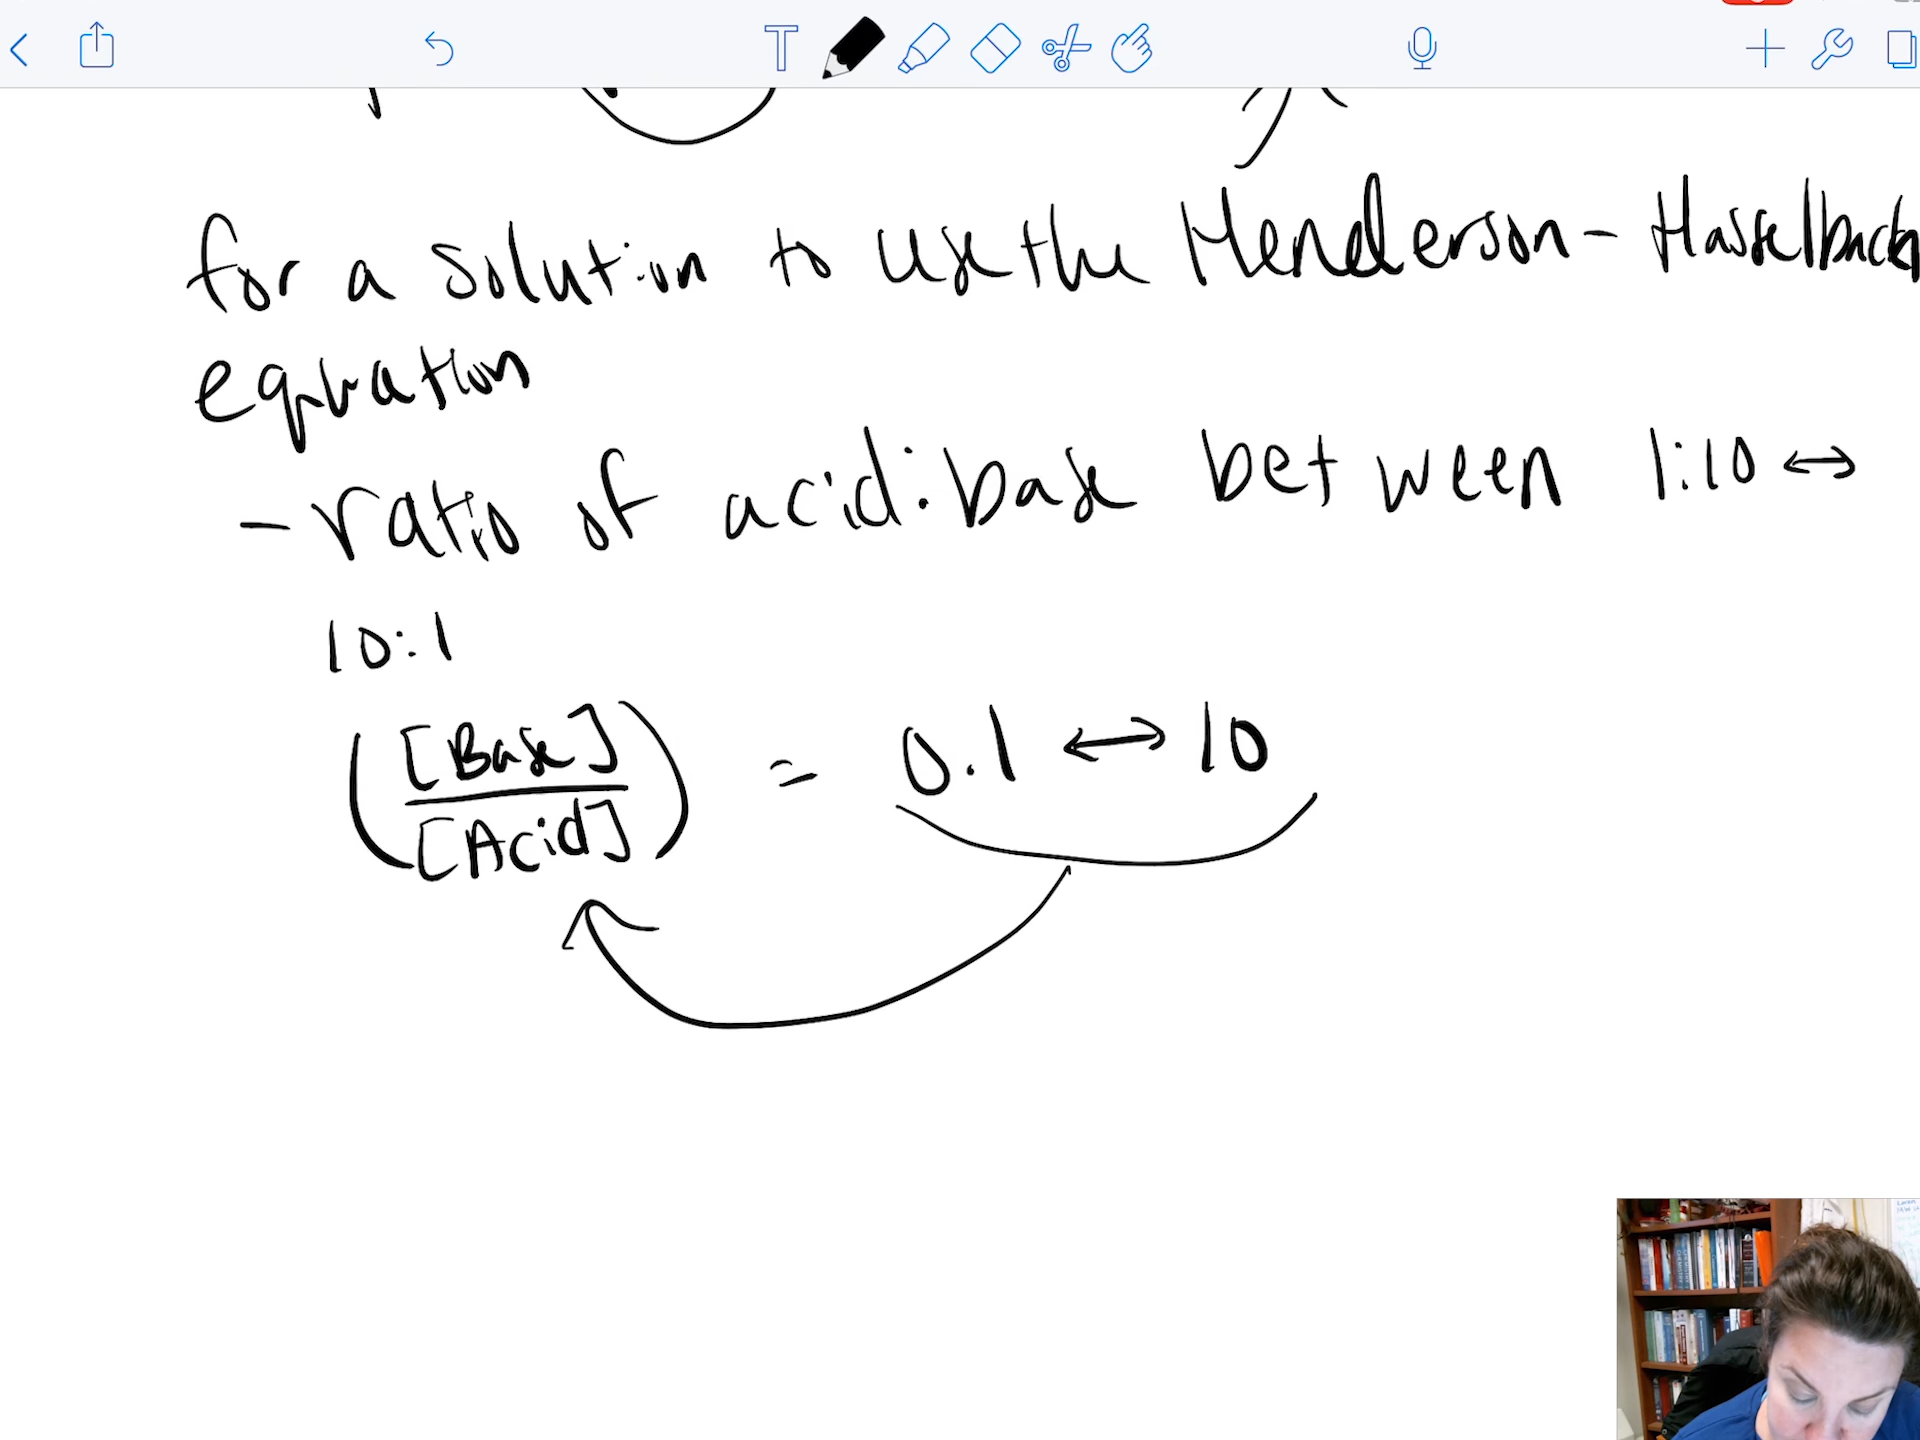 for a solution to use the Henderson-Hasselbach
equation
- ratio of acid:base between 1:10 ↔
10:1
([Base]/[Acid]) = 0.1 ↔ 10